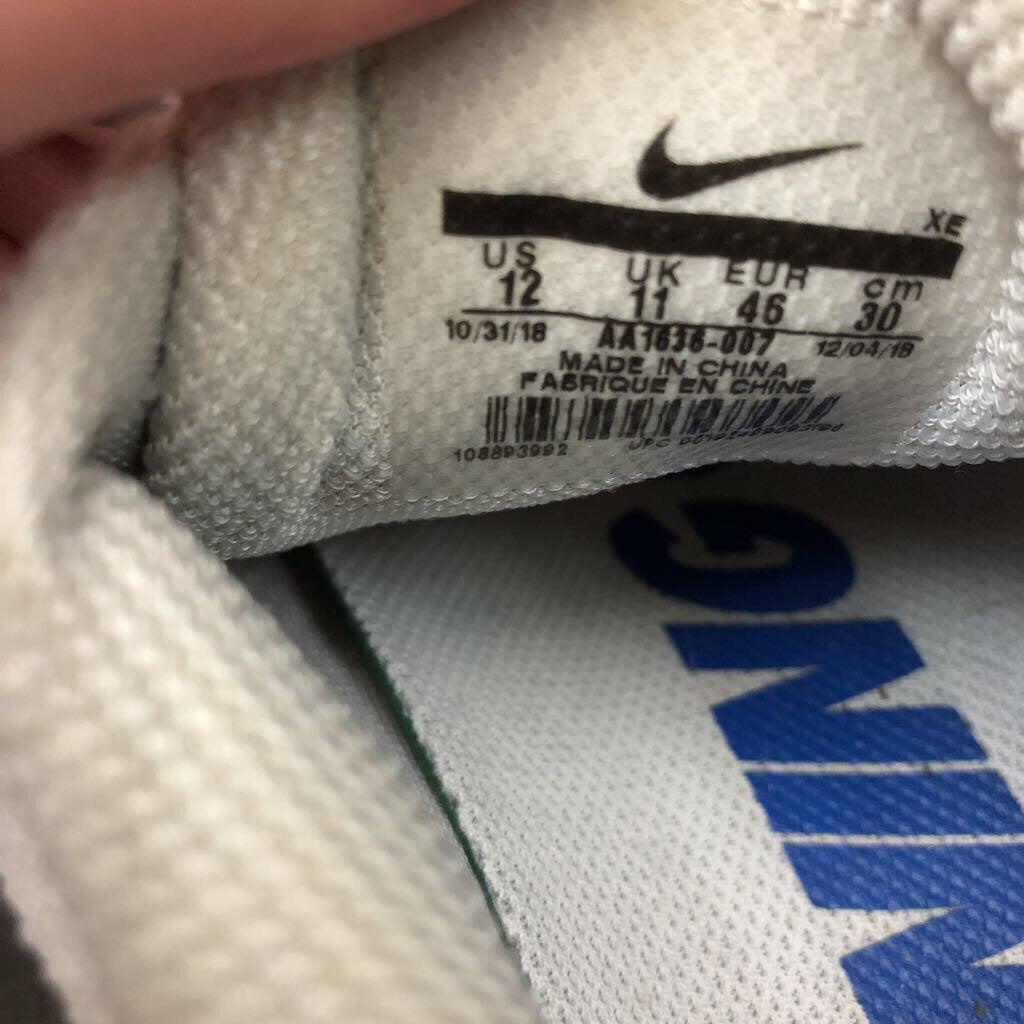 XE
US UK EUR cm
12 11 46 30
10/31/18 AA1636-007 12/04/18
MADE IN CHINA
FABRIQUE EN CHINE
108893992 UPC